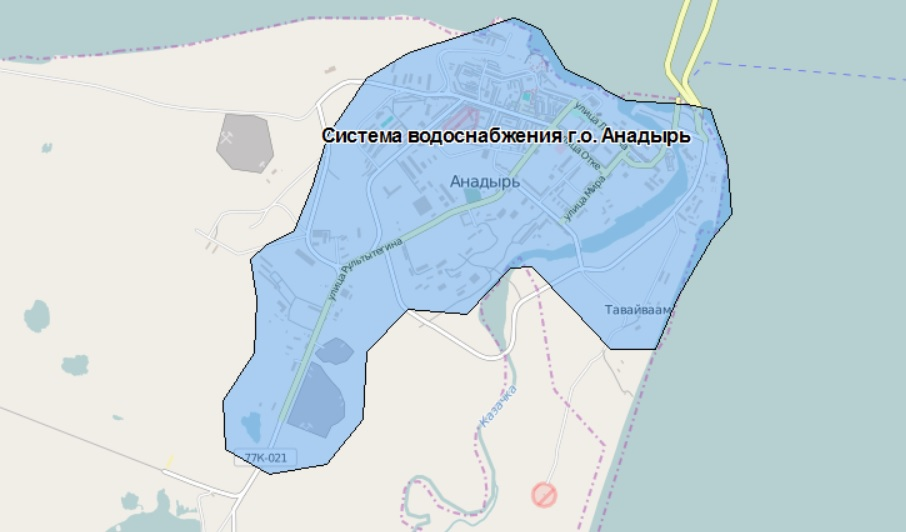 Система водоснабжения г.о. Анадырь
улица Отке
Анадырь
улица Мира
улица Рультытегина
Тавайваам
Казачка
77К-021